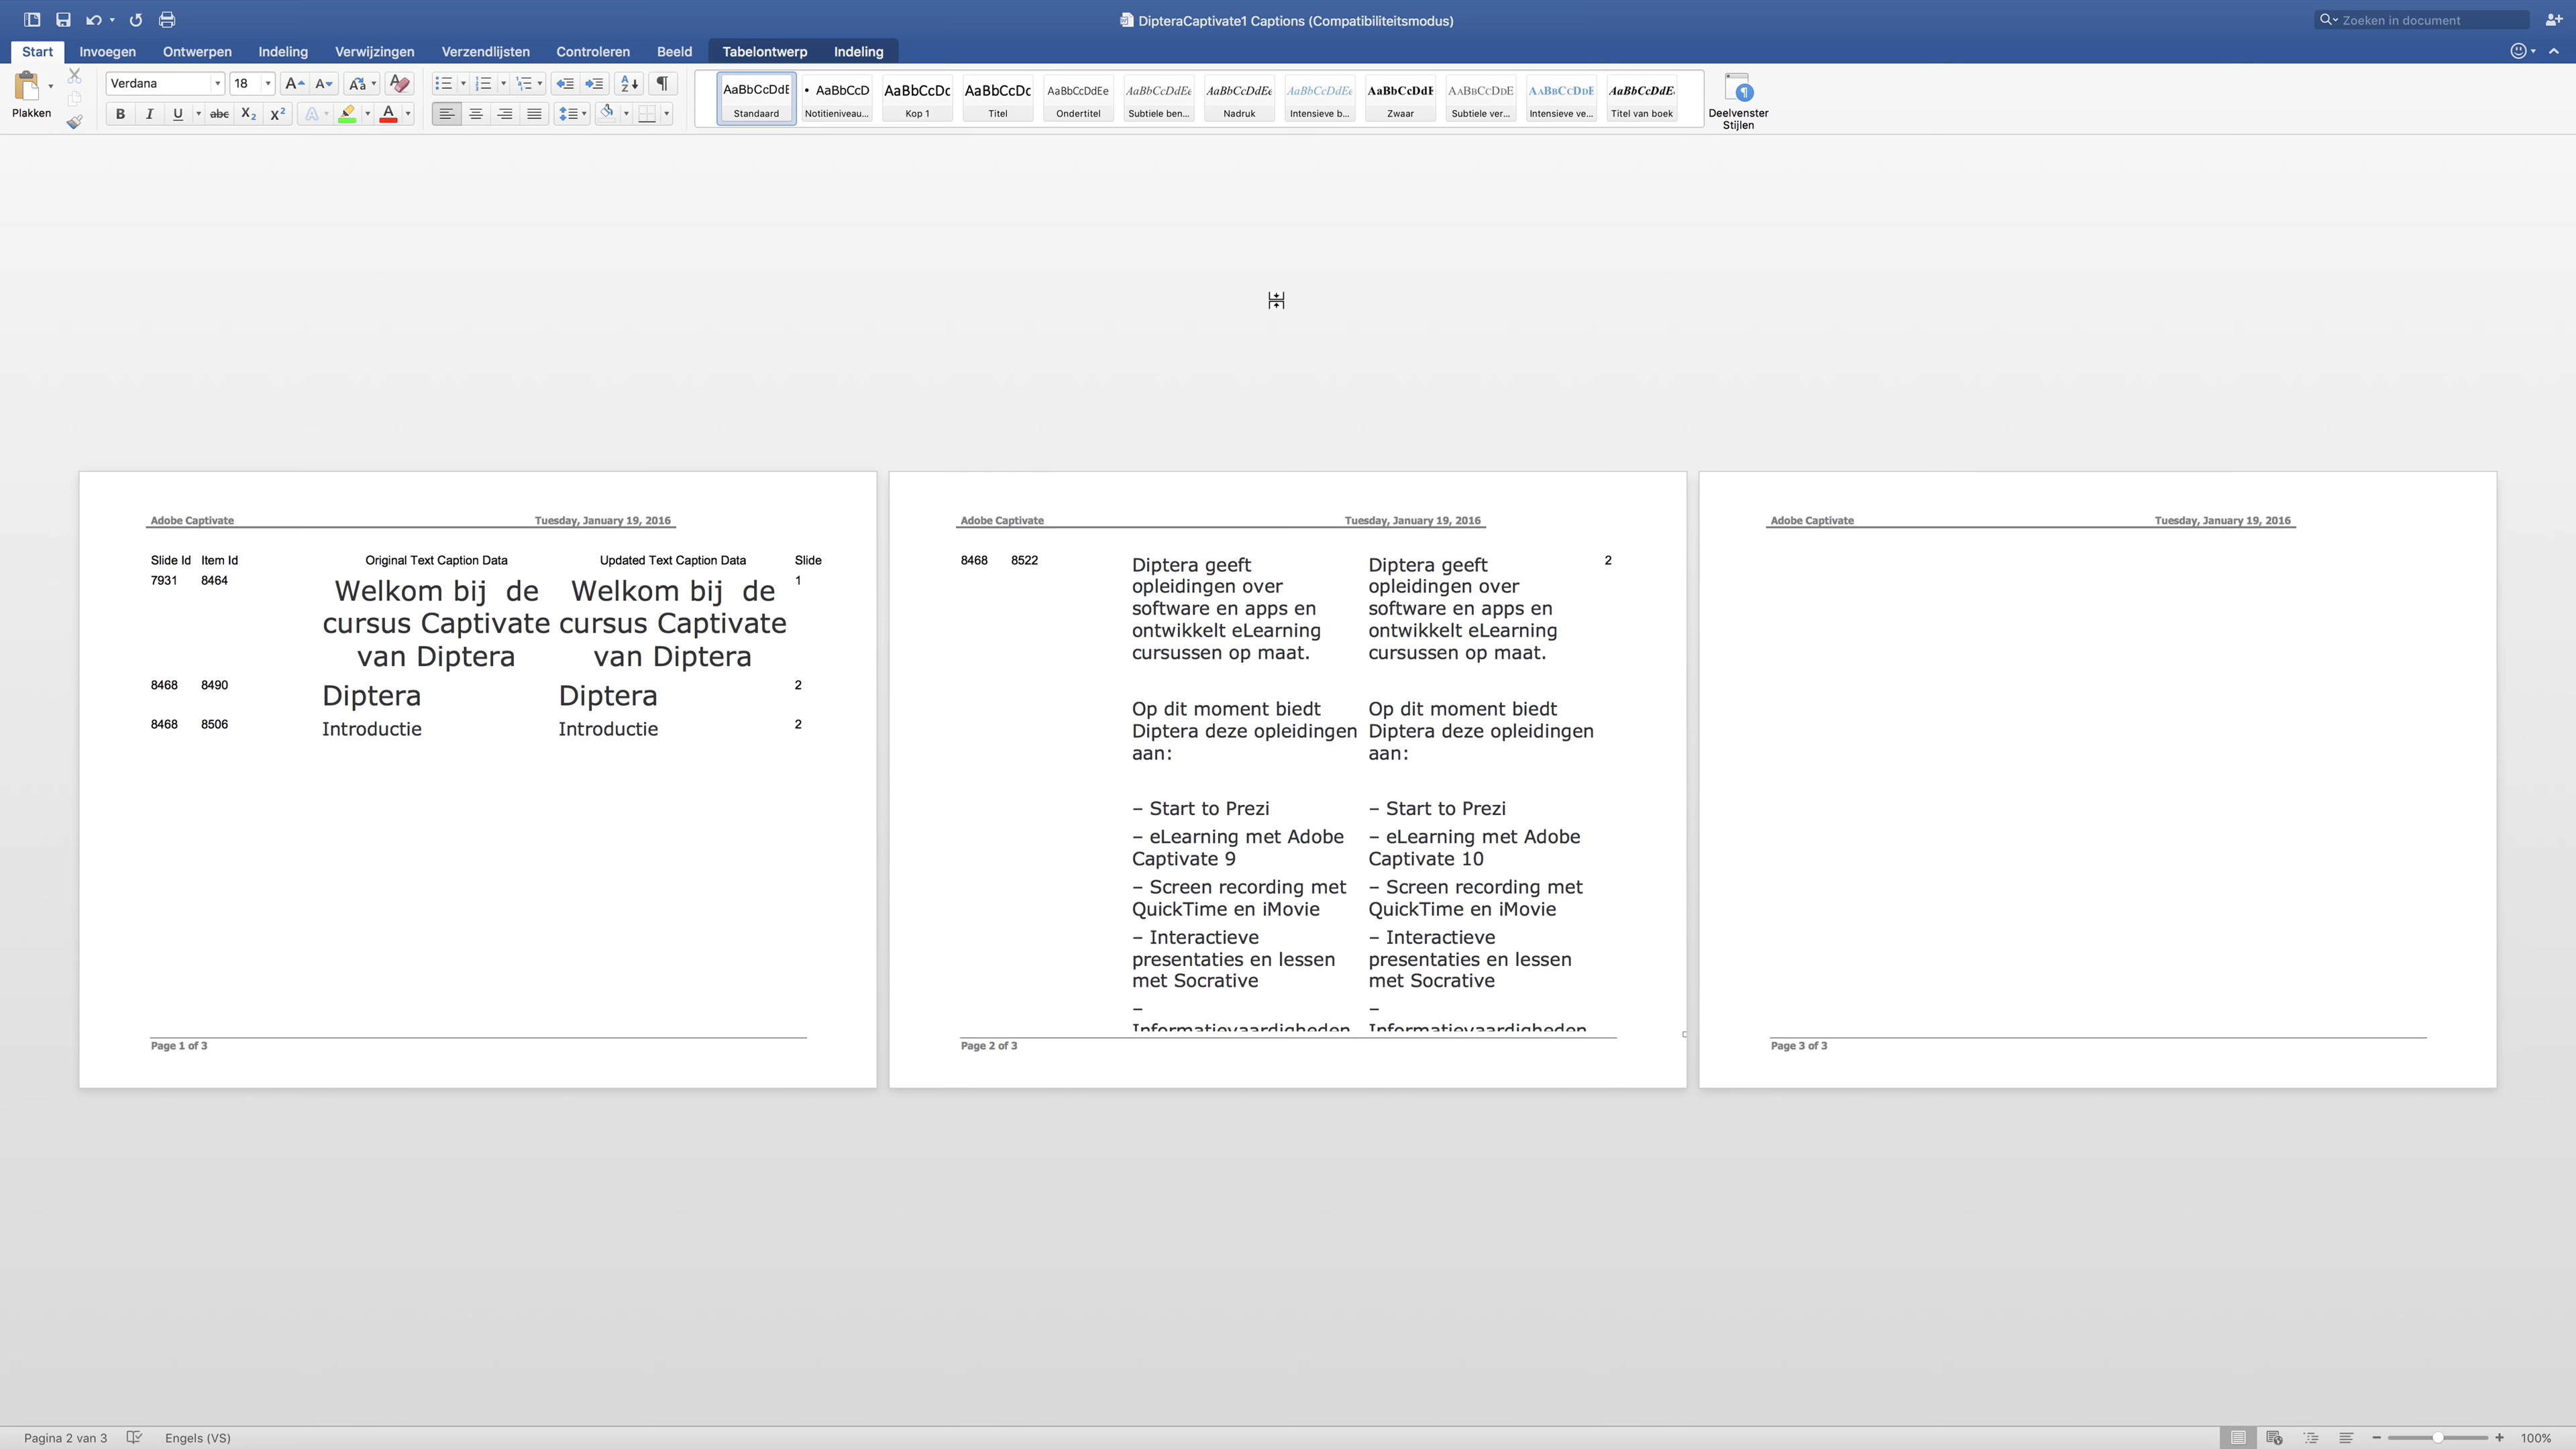 DipteraCaptivate1 Captions (Compatibiliteitsmodus)
Zoeken in document
Start Invoegen Ontwerpen Indeling Verwijzingen Verzendlijsten Controleren Beeld Tabelontwerp Indeling
Plakken
Verdana 18
B I U abc X2 X2
AaBbCcDdE AaBbCcD AaBbCcDc AaBbCcDc AaBbCcDdEe AaBbCcDdEe AaBbCcDdEe AaBbCcDdEe AaBbCcDdE AABBCCDDE AABBCCDDE AaBbCcDdE
Standaard Notitieniveau... Kop 1 Titel Ondertitel Subtiele ben... Nadruk Intensieve b... Zwaar Subtiele ver... Intensieve ve... Titel van boek
Deelvenster
Stijlen
Adobe Captivate Tuesday, January 19, 2016
Slide Id Item Id Original Text Caption Data Updated Text Caption Data Slide
7931 8464 Welkom bij de Welkom bij de 1
cursus Captivate cursus Captivate
van Diptera van Diptera
8468 8490 Diptera Diptera 2
8468 8506 Introductie Introductie 2
Page 1 of 3
Adobe Captivate Tuesday, January 19, 2016
8468 8522 Diptera geeft Diptera geeft 2
opleidingen over opleidingen over
software en apps en software en apps en
ontwikkelt eLearning ontwikkelt eLearning
cursussen op maat. cursussen op maat.
Op dit moment biedt Op dit moment biedt
Diptera deze opleidingen Diptera deze opleidingen
aan: aan:
– Start to Prezi – Start to Prezi
– eLearning met Adobe – eLearning met Adobe
Captivate 9 Captivate 10
– Screen recording met – Screen recording met
QuickTime en iMovie QuickTime en iMovie
– Interactieve – Interactieve
presentaties en lessen presentaties en lessen
met Socrative met Socrative
– –
Informatievaardigheden Informatievaardigheden
Page 2 of 3
Adobe Captivate Tuesday, January 19, 2016
Page 3 of 3
Pagina 2 van 3 Engels (VS) 100%